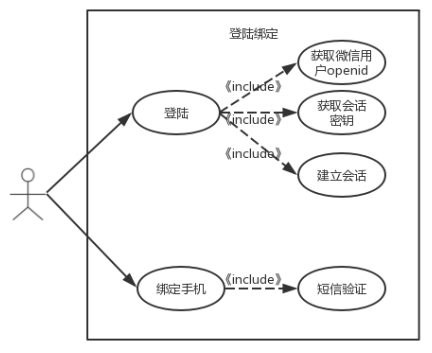 登陆绑定
获取微信用
户openid
《include》
登陆
获取会话
密钥
《include》
《include》
建立会话
绑定手机
《include》
短信验证